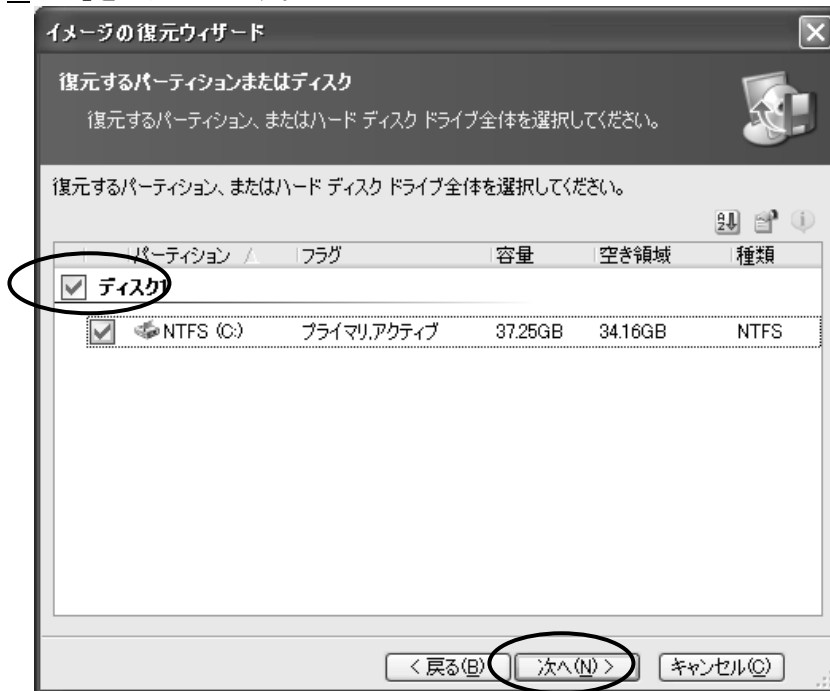 イメージの復元ウィザード
復元するパーティションまたはディスク
復元するパーティション、またはハード ディスク ドライブ全体を選択してください。
復元するパーティション、またはハード ディスク ドライブ全体を選択してください。
パーティション フラグ 容量 空き領域 種類
ディスク1
NTFS (C:) プライマリ,アクティブ 37.25GB 34.16GB NTFS
< 戻る(B) 次へ(N) > キャンセル(C)